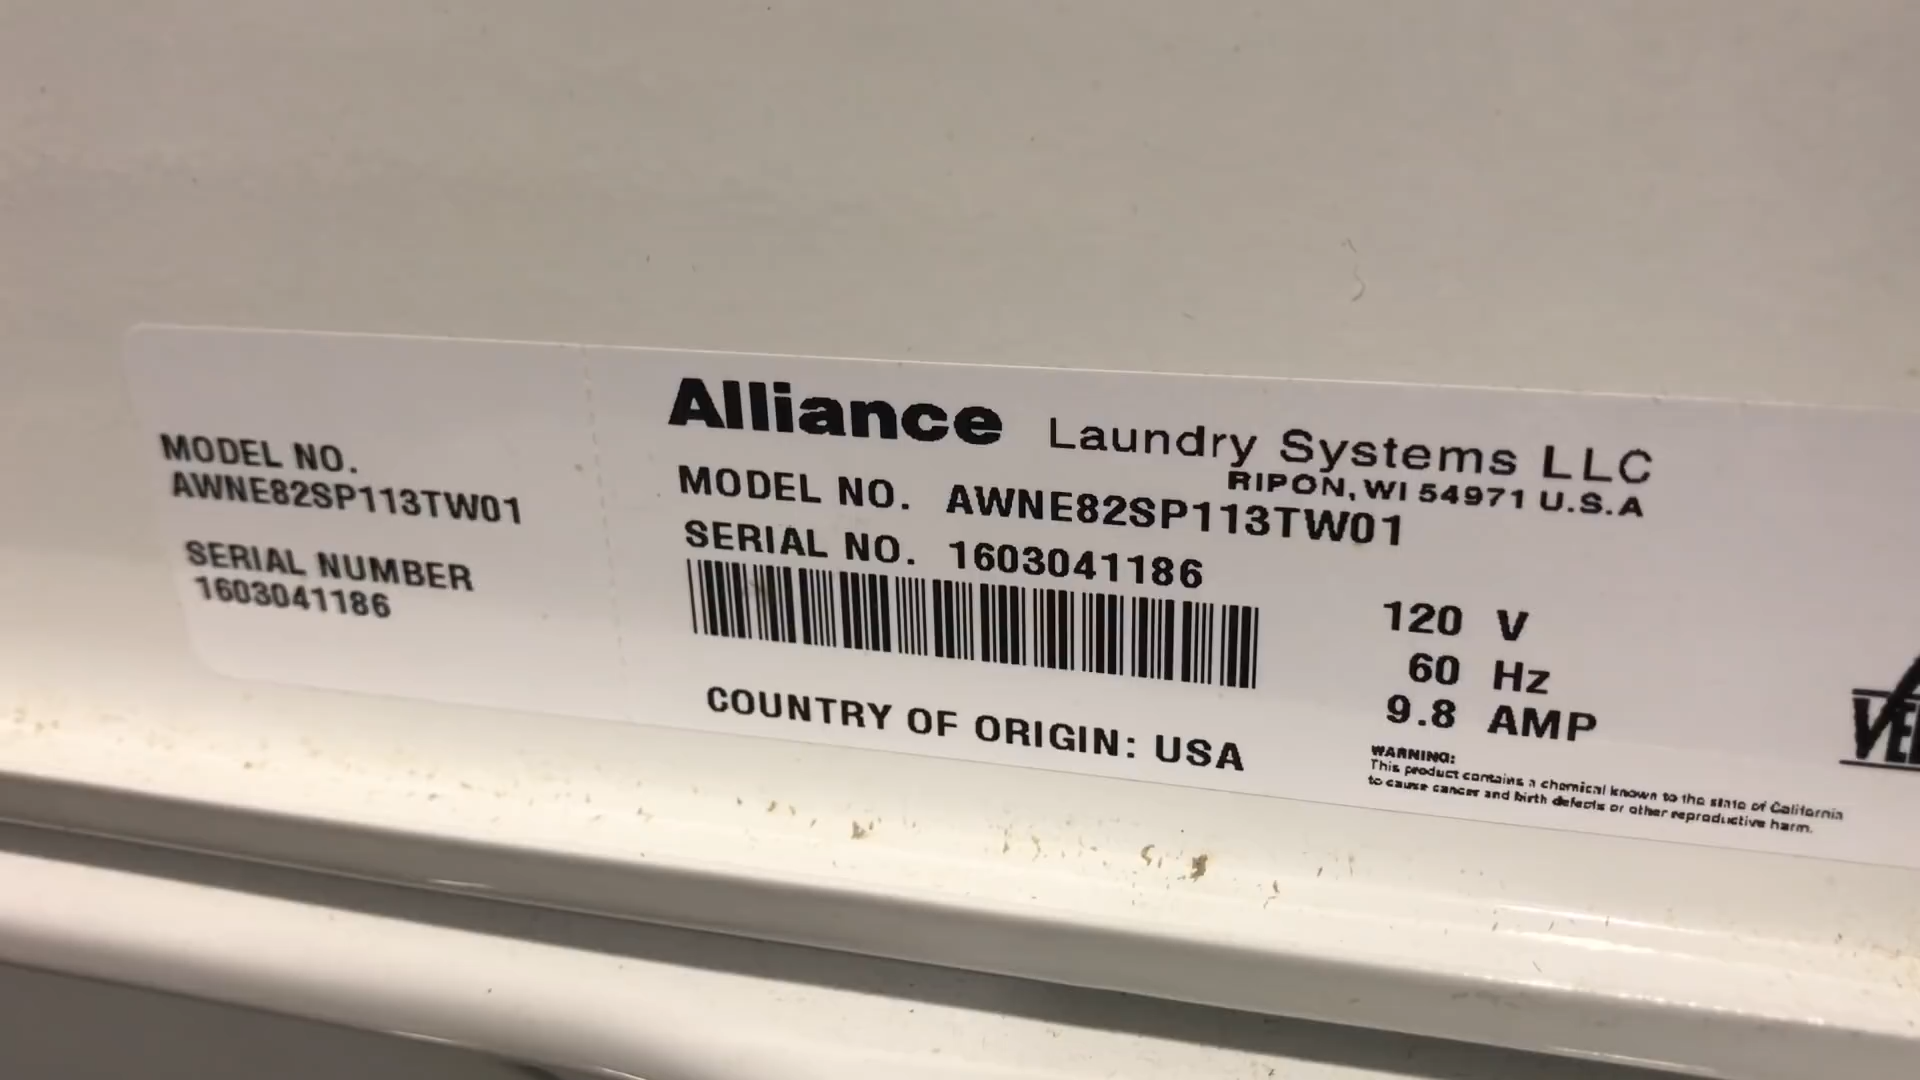 MODEL NO.
AWNE82SP113TW01
SERIAL NUMBER
1603041186
Alliance Laundry Systems LLC
RIPON, WI 54971 U.S.A
MODEL NO. AWNE82SP113TW01
SERIAL NO. 1603041186
COUNTRY OF ORIGIN: USA
120 V
60 Hz
9.8 AMP
WARNING:
This product contains a chemical known to the state of California
to cause cancer and birth defects or other reproductive harm.